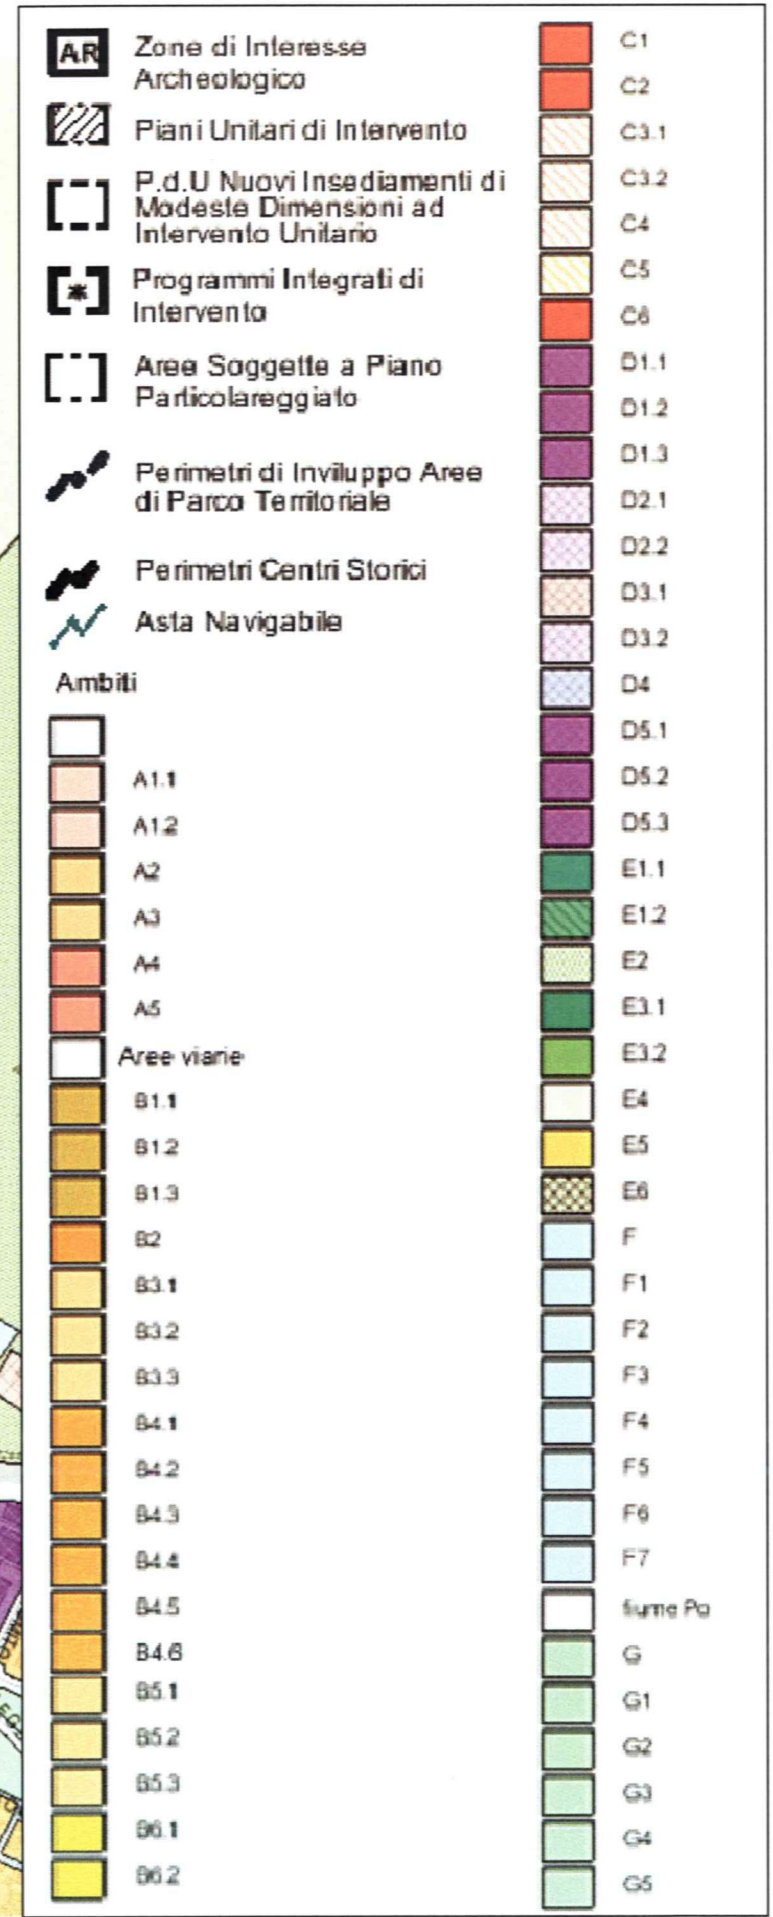 AR
Zone di Interesse
Archeologico
Piani Unitari di Intervento
P.d.U Nuovi Insediamenti di
Modeste Dimensioni ad
Intervento Unitario
Programmi Integrati di
Intervento
Aree Soggette a Piano
Particolareggiato
Perimetri di Inviluppo Aree
di Parco Territoriale
Perimetri Centri Storici
Asta Navigabile
Ambiti
A1.1
A1.2
A2
A3
A4
A5
Aree viarie
B1.1
B1.2
B1.3
B2
B3.1
B3.2
B3.3
B4.1
B4.2
B4.3
B4.4
B4.5
B4.6
B5.1
B5.2
B5.3
B6.1
B6.2
C1
C2
C3.1
C3.2
C4
C5
C6
D1.1
D1.2
D1.3
D2.1
D2.2
D3.1
D3.2
D4
D5.1
D5.2
D5.3
E1.1
E1.2
E2
E3.1
E3.2
E4
E5
E6
F
F1
F2
F3
F4
F5
F6
F7
fiume Po
G
G1
G2
G3
G4
G5